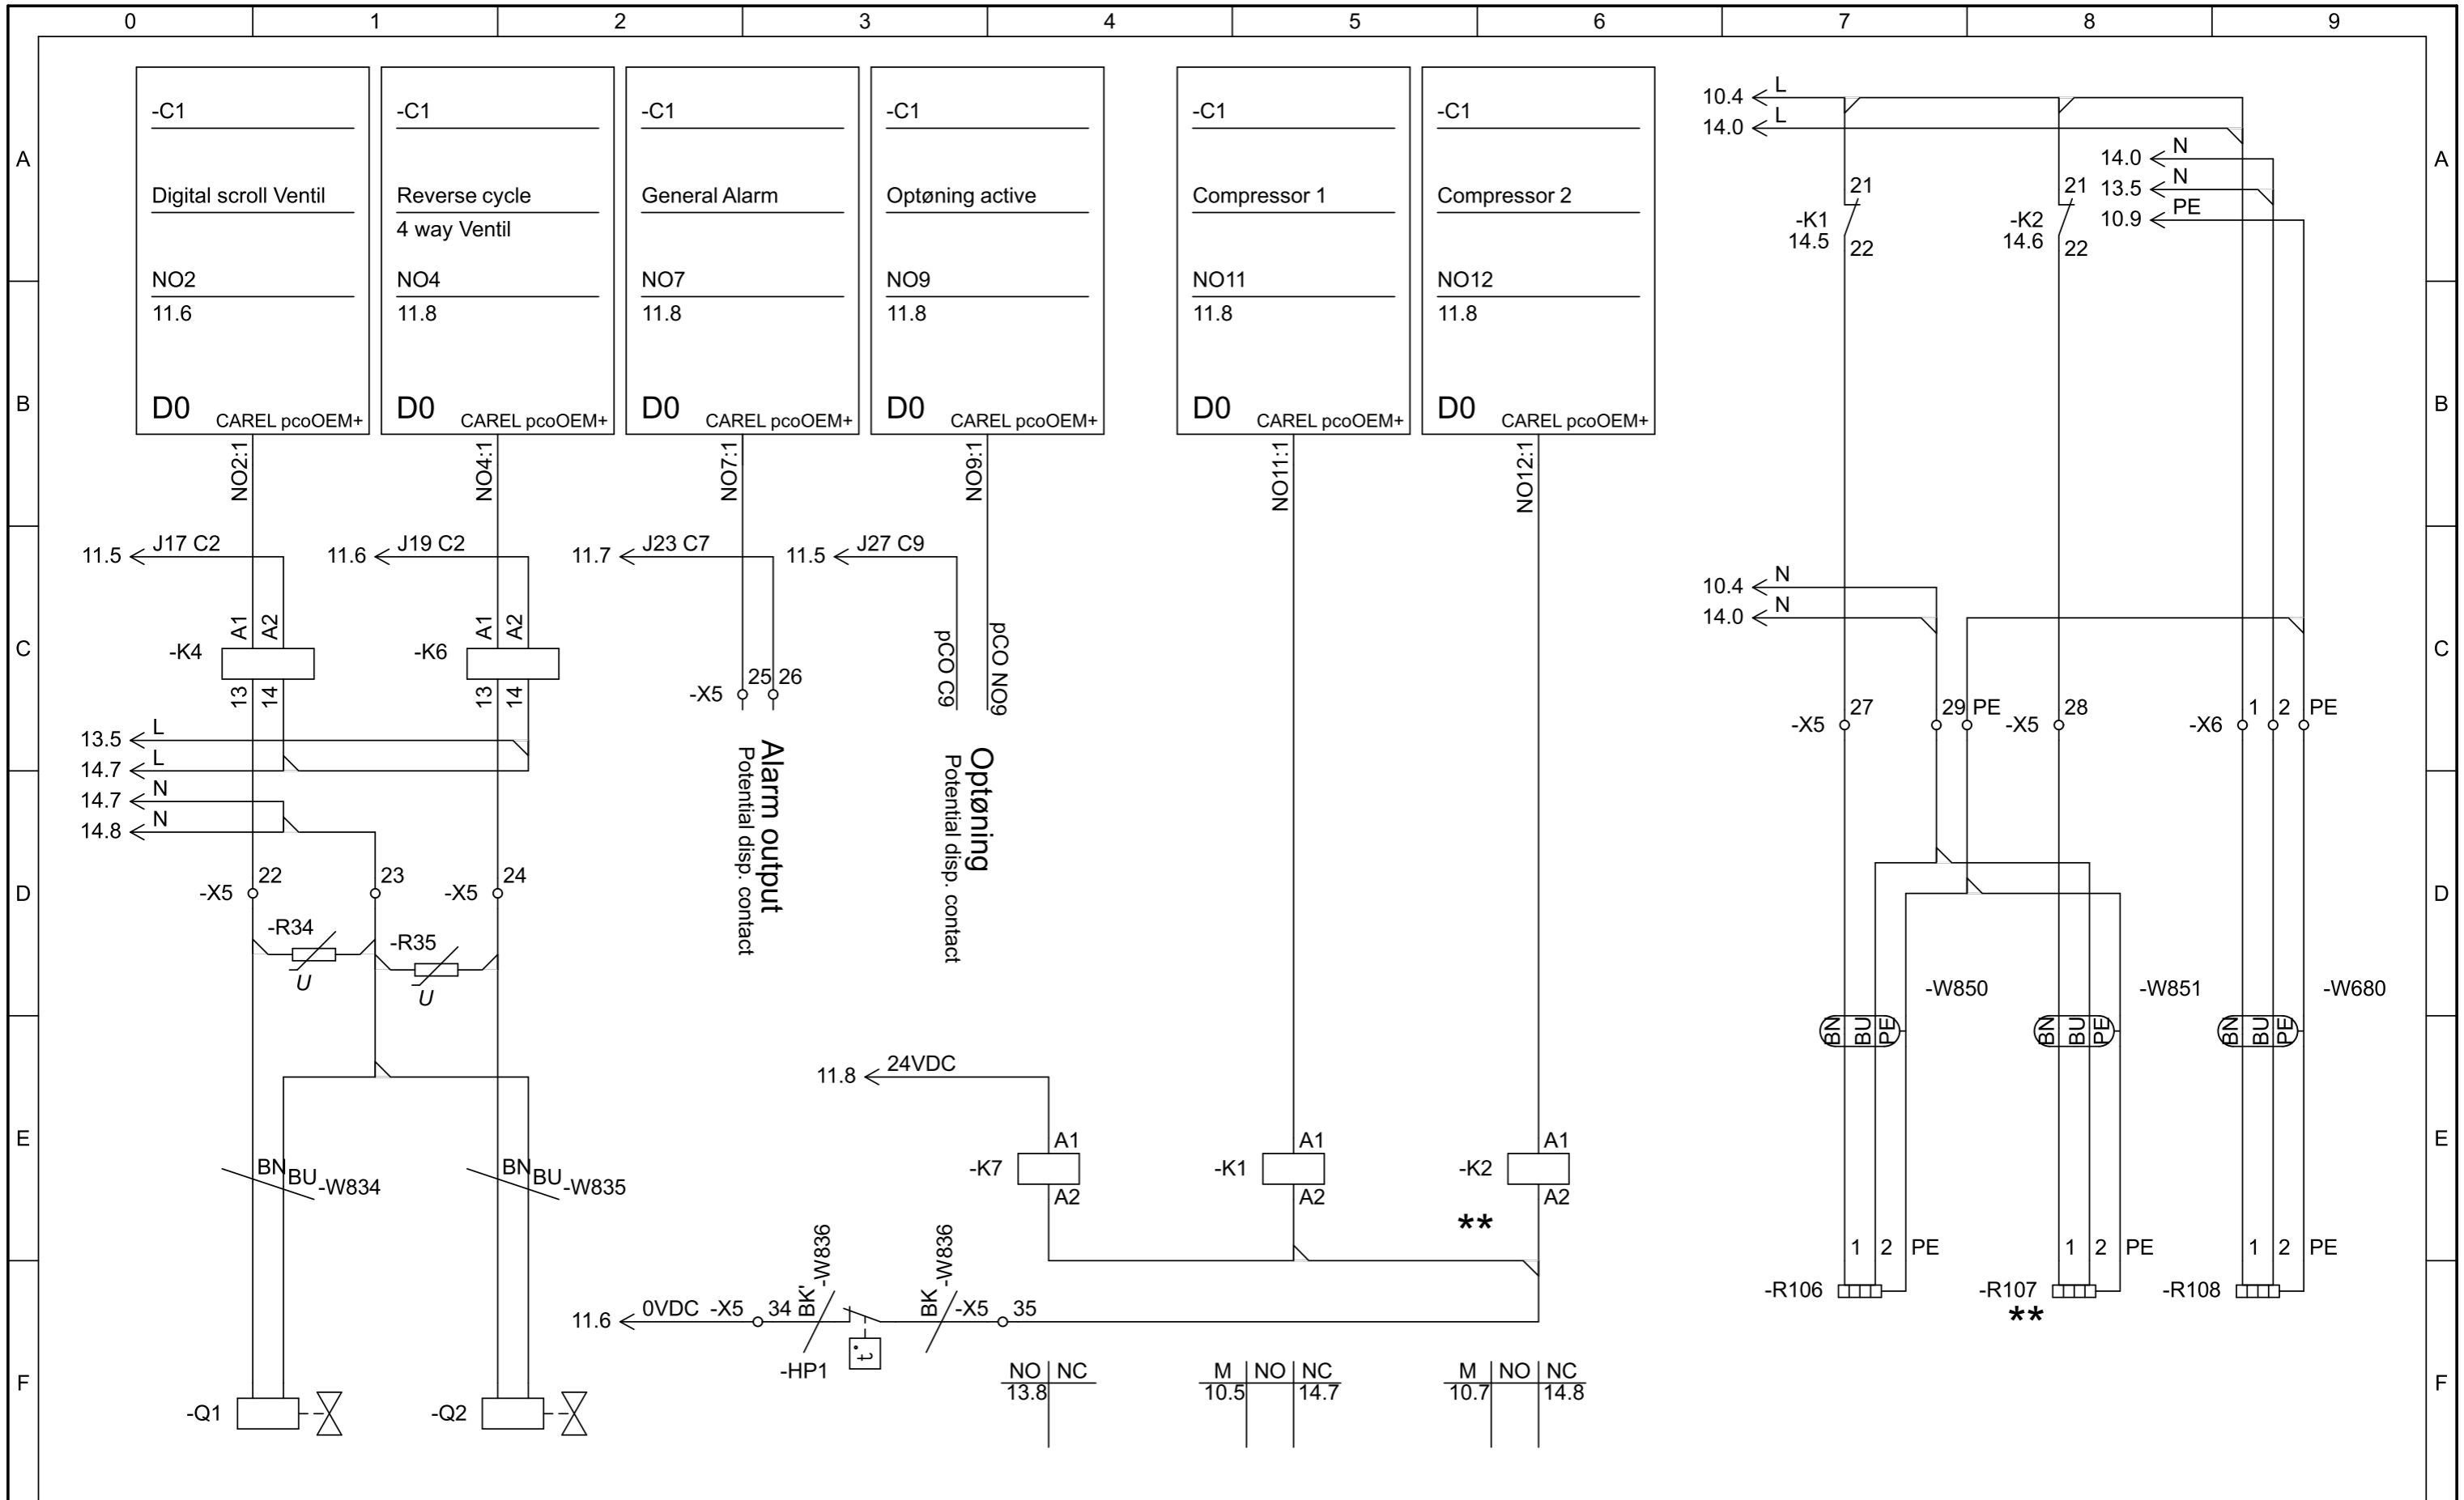 0 1 2 3 4 5 6 7 8 9
-C1 -C1 -C1 -C1 -C1 -C1
Digital scroll Ventil Reverse cycle General Alarm Optøning active Compressor 1 Compressor 2
4 way Ventil
NO2 NO4 NO7 NO9 NO11 NO12
11.6 11.8 11.8 11.8 11.8 11.8
D0 CAREL pcoOEM+ D0 CAREL pcoOEM+ D0 CAREL pcoOEM+ D0 CAREL pcoOEM+ D0 CAREL pcoOEM+ D0 CAREL pcoOEM+
NO2:1 NO4:1 NO7:1 NO9:1 NO11:1 NO12:1
10.4 L
14.0 L
14.0 N
13.5 N
10.9 PE
A A
21 21
-K1 -K2
14.5 22 14.6 22
B B
11.5 J17 C2 11.6 J19 C2 11.7 J23 C7 11.5 J27 C9
10.4 N
14.0 N
A1 A2 A1 A2
C -K4 -K6 C
13 14 13 14
-X5 25 26
pCO C9 pCO NO9
-X5 27 29 PE -X5 28 -X6 1 2 PE
13.5 L
14.7 L
14.7 N
14.8 N
Alarm output
Potential disp. contact
Optøning
Potential disp. contact
D -X5 22 23 -X5 24 D
-R34 -R35
U U
-W850 -W851 -W680
BN BU PE BN BU PE BN BU PE
11.8 24VDC
E A1 A1 A1 E
-K7 -K1 -K2
A2 A2 A2
BN BU -W834 BN BU -W835
**
1 2 PE 1 2 PE 1 2 PE
-R106 -R107 -R108
**
11.6 0VDC -X5 34 BK' -W836 BK -W836 -X5 35
-HP1 t°
NO NC M NO NC M NO NC
13.8 10.5 14.7 10.7 14.8
F F
-Q1 -Q2